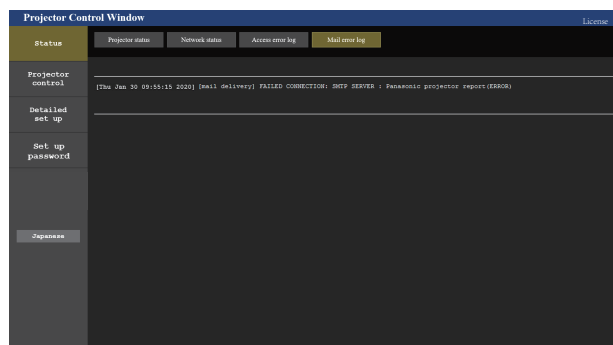 Projector Control Window
License
Status
Projector status
Network status
Access error log
Mail error log
Projector
control
[Thu Jan 30 09:55:15 2020] [mail delivery] FAILED CONNECTION: SMTP SERVER : Panasonic projector report(ERROR)
Detailed
set up
Set up
password
Japanese